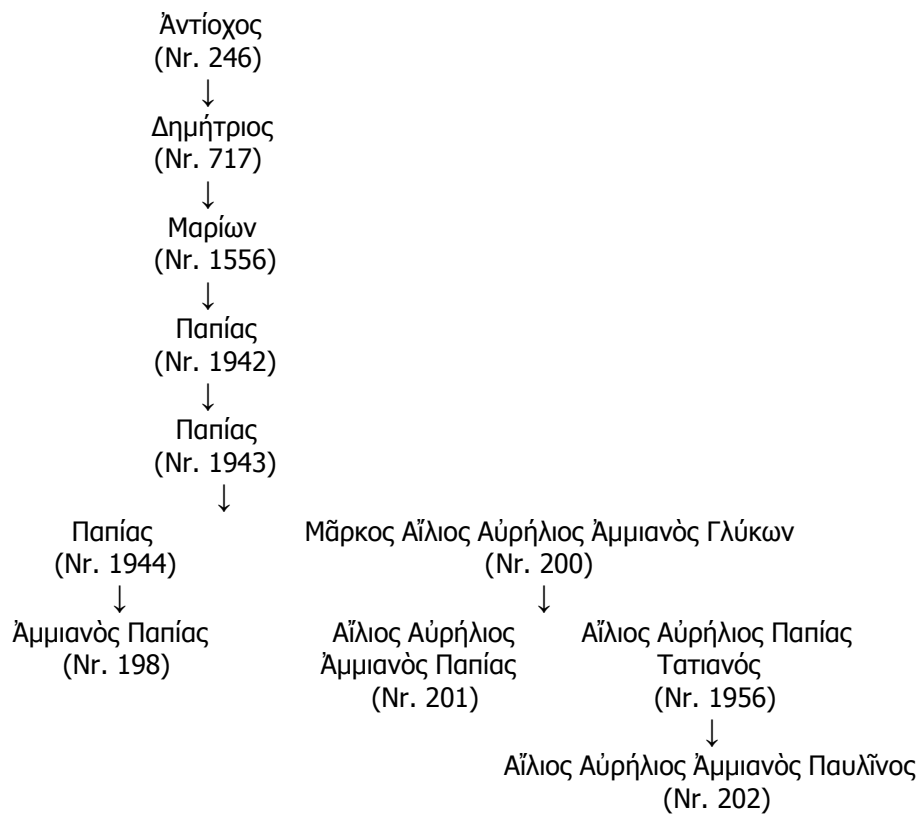 Ἀντίοχος
(Nr. 246)
↓
Δημήτριος
(Nr. 717)
↓
Μαρίων
(Nr. 1556)
↓
Παπίας
(Nr. 1942)
↓
Παπίας
(Nr. 1943)
↓
Παπίας Μᾶρκος Αἴλιος Αὐρήλιος Ἀμμιανὸς Γλύκων
(Nr. 1944) (Nr. 200)
↓ ↓
Ἀμμιανὸς Παπίας Αἴλιος Αὐρήλιος Αἴλιος Αὐρήλιος Παπίας
(Nr. 198) Ἀμμιανὸς Παπίας Τατιανός
(Nr. 201) (Nr. 1956)
↓
Αἴλιος Αὐρήλιος Ἀμμιανὸς Παυλῖνος
(Nr. 202)